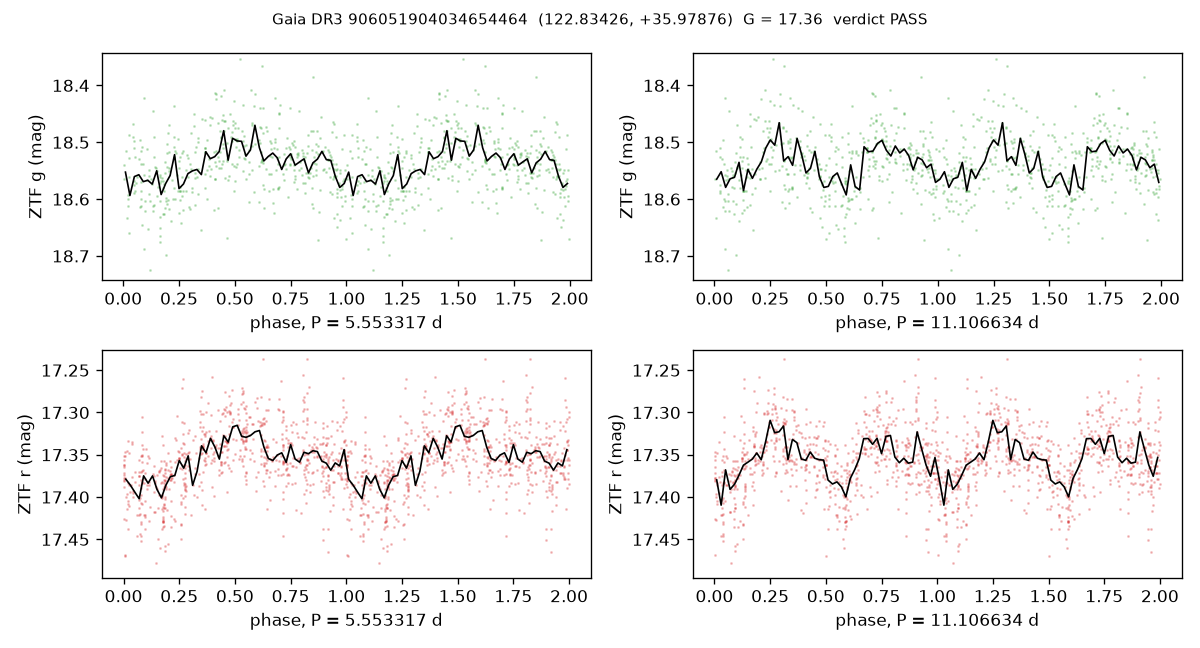 Gaia DR3 906051904034654464 (122.83426, +35.97876) G = 17.36 verdict PASS
ZTF g (mag)
18.4
18.5
18.6
18.7
0.00 0.25 0.50 0.75 1.00 1.25 1.50 1.75 2.00
phase, P = 5.553317 d
ZTF g (mag)
18.4
18.5
18.6
18.7
0.00 0.25 0.50 0.75 1.00 1.25 1.50 1.75 2.00
phase, P = 11.106634 d
ZTF r (mag)
17.25
17.30
17.35
17.40
17.45
0.00 0.25 0.50 0.75 1.00 1.25 1.50 1.75 2.00
phase, P = 5.553317 d
ZTF r (mag)
17.25
17.30
17.35
17.40
17.45
0.00 0.25 0.50 0.75 1.00 1.25 1.50 1.75 2.00
phase, P = 11.106634 d